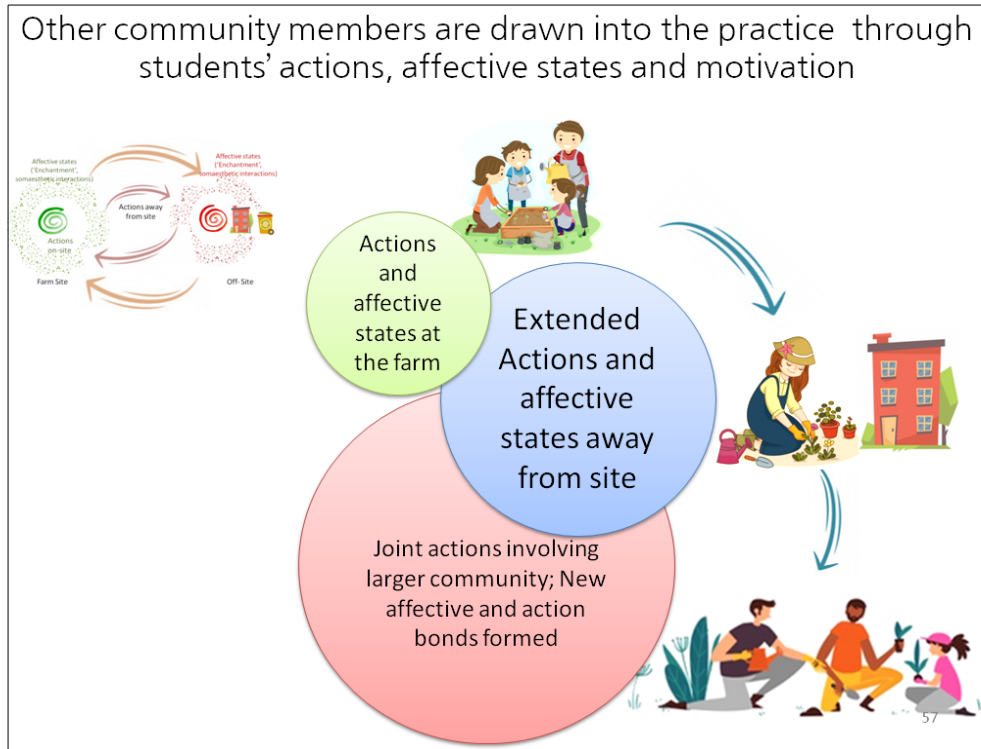 Other community members are drawn into the practice through
students' actions, affective states and motivation
Affective states
('Enchantment',
somaesthetic interactions)
Affective states
('Enchantment',
somaesthetic interactions)
Actions away
from site
Actions
on-site
Farm Site
Off- Site
Actions
and
affective
states at
the farm
Extended
Actions and
affective
states away
from site
Joint actions involving
larger community; New
affective and action
bonds formed
57